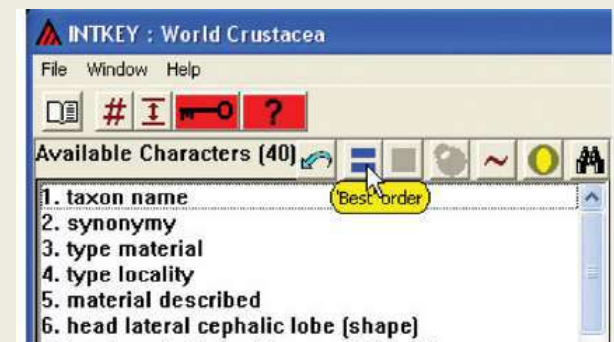 INTKEY : World Crustacea
File Window Help
# ?
Available Characters (40) ~
'Best' order
1. taxon name
2. synonymy
3. type material
4. type locality
5. material described
6. head lateral cephalic lobe (shape)